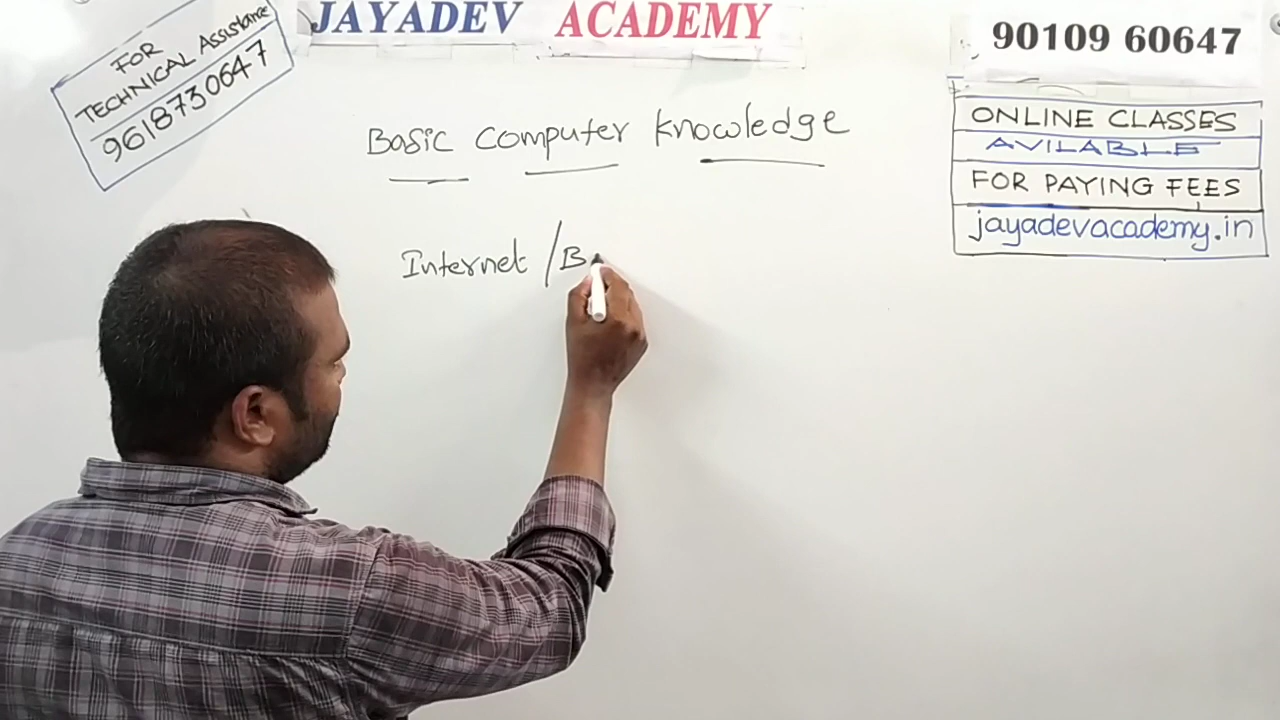 FOR
TECHNICAL Assistance
9618730647
JAYADEV ACADEMY
90109 60647
ONLINE CLASSES
AVILABLE
FOR PAYING FEES
jayadevacademy.in
Basic Computer Knowledge
Internet / B